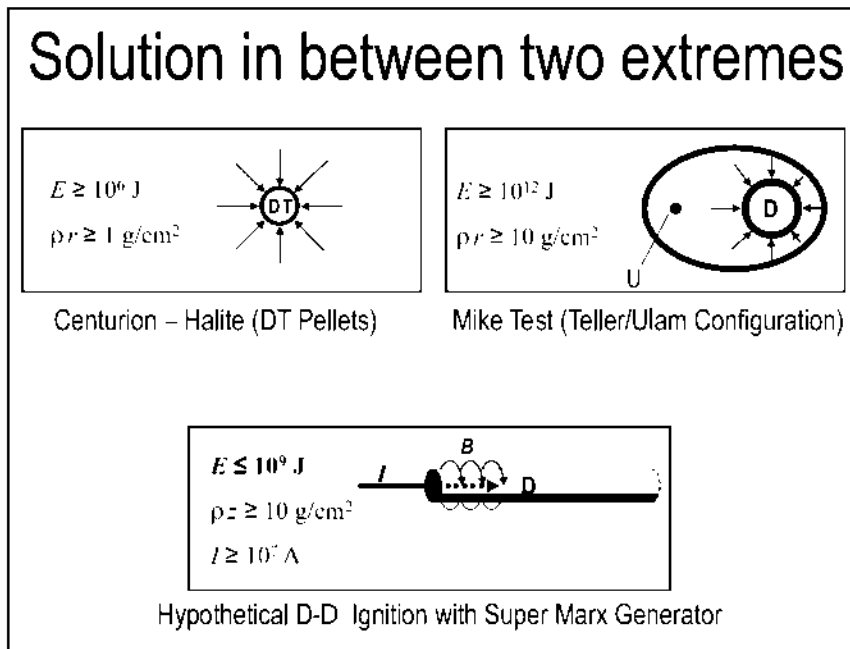 Solution in between two extremes
E ≥ 10⁶ J
ρr ≥ 1 g/cm²
DT
Centurion – Halite (DT Pellets)
E ≥ 10¹² J
ρr ≥ 10 g/cm²
D
U
Mike Test (Teller/Ulam Configuration)
E ≤ 10⁹ J
ρz ≥ 10 g/cm²
I ≥ 10⁷ A
I
B
D
Hypothetical D-D Ignition with Super Marx Generator